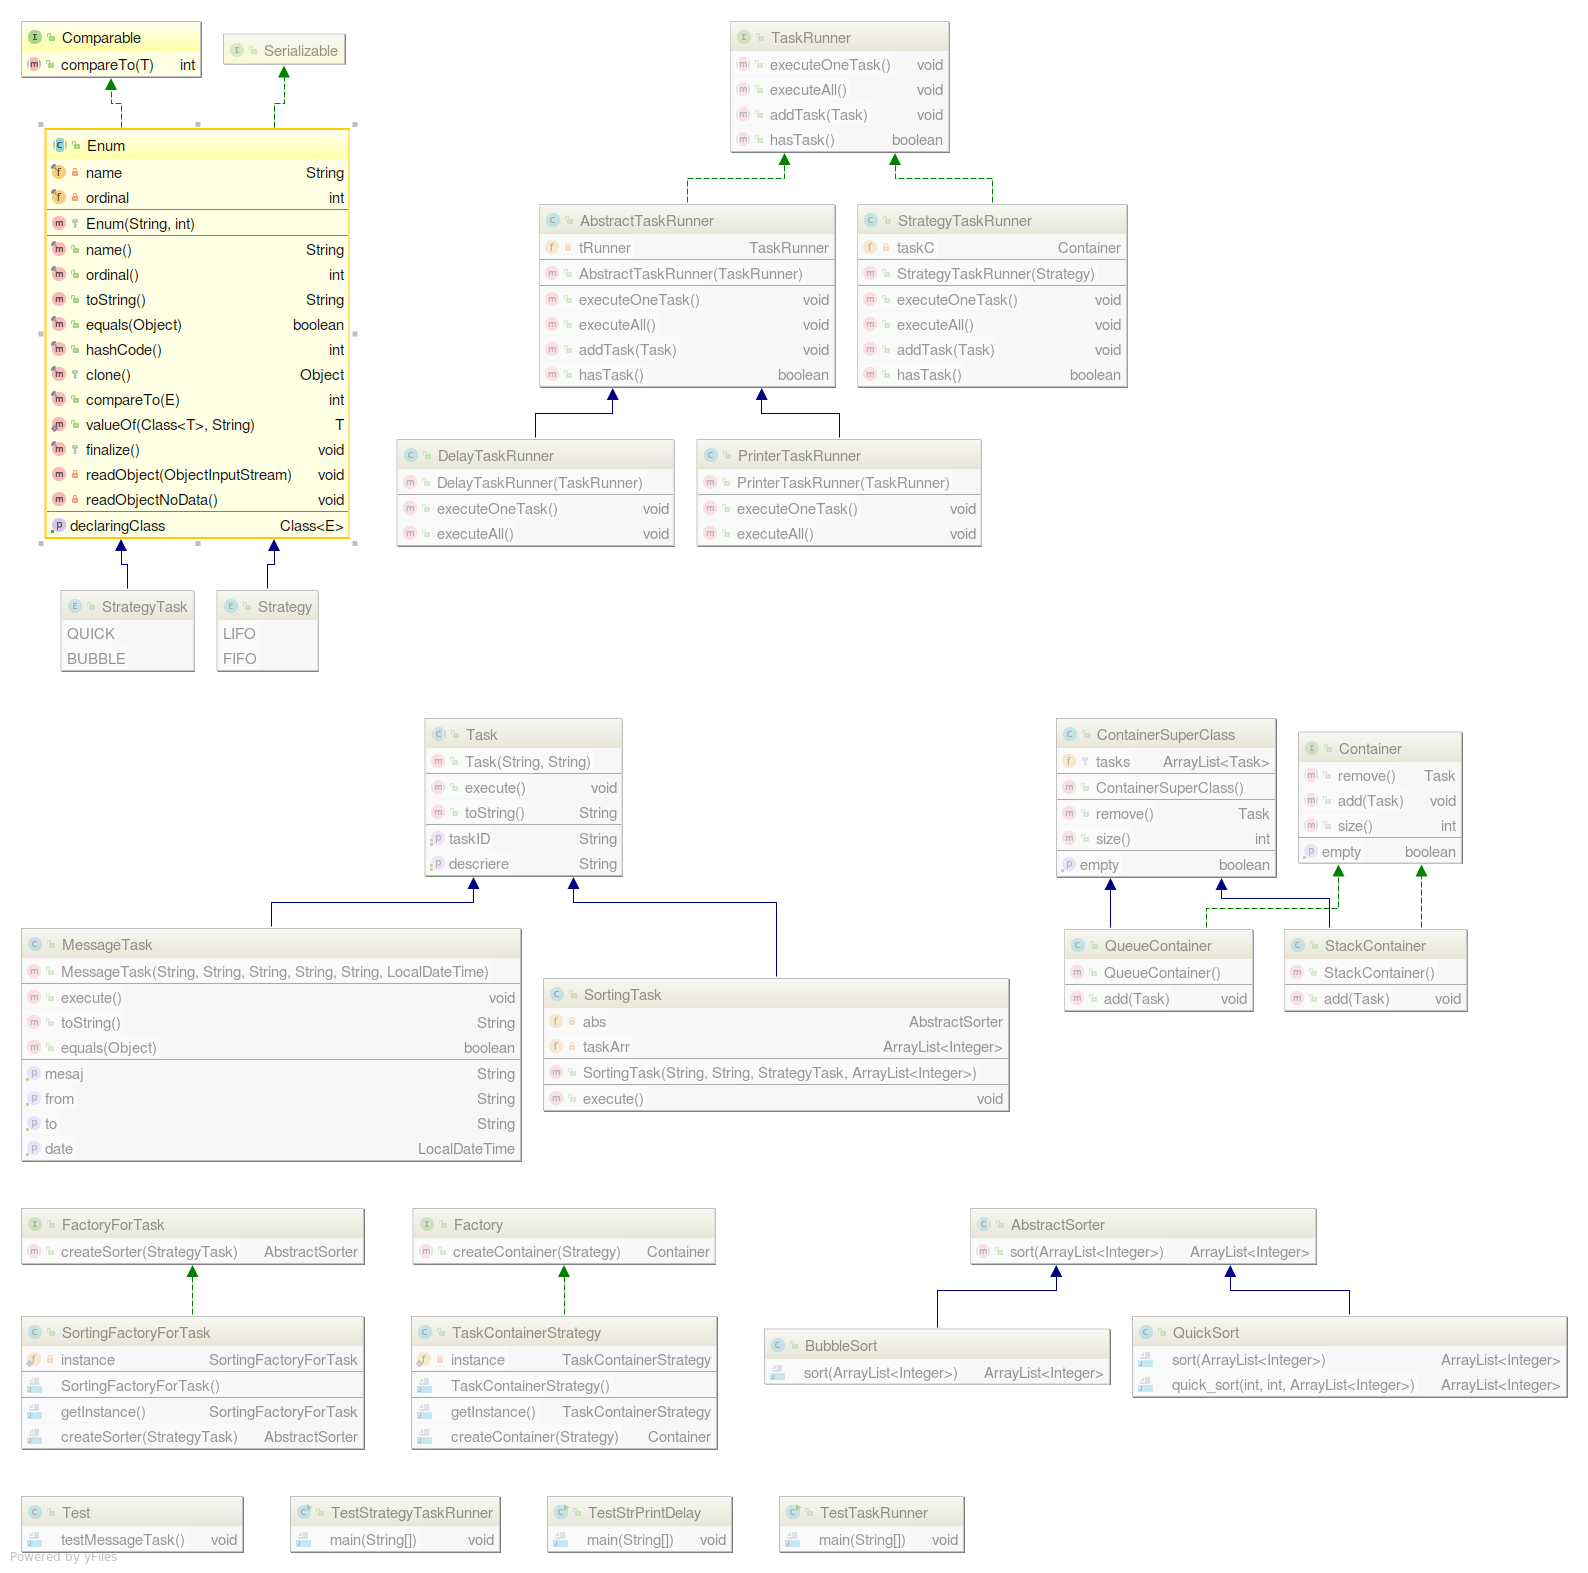 Comparable
compareTo(T) int
Serializable
Enum
name String
ordinal int
Enum(String, int)
name() String
ordinal() int
toString() String
equals(Object) boolean
hashCode() int
clone() Object
compareTo(E) int
valueOf(Class<T>, String) T
finalize() void
readObject(ObjectInputStream) void
readObjectNoData() void
declaringClass Class<E>
StrategyTask
QUICK
BUBBLE
Strategy
LIFO
FIFO
TaskRunner
executeOneTask() void
executeAll() void
addTask(Task) void
hasTask() boolean
AbstractTaskRunner
tRunner TaskRunner
AbstractTaskRunner(TaskRunner)
executeOneTask() void
executeAll() void
addTask(Task) void
hasTask() boolean
StrategyTaskRunner
taskC Container
StrategyTaskRunner(Strategy)
executeOneTask() void
executeAll() void
addTask(Task) void
hasTask() boolean
DelayTaskRunner
DelayTaskRunner(TaskRunner)
executeOneTask() void
executeAll() void
PrinterTaskRunner
PrinterTaskRunner(TaskRunner)
executeOneTask() void
executeAll() void
Task
Task(String, String)
execute() void
toString() String
taskID String
descriere String
ContainerSuperClass
tasks ArrayList<Task>
ContainerSuperClass()
remove() Task
size() int
empty boolean
Container
remove() Task
add(Task) void
size() int
empty boolean
MessageTask
MessageTask(String, String, String, String, String, LocalDateTime)
execute() void
toString() String
equals(Object) boolean
mesaj String
from String
to String
date LocalDateTime
SortingTask
abs AbstractSorter
taskArr ArrayList<Integer>
SortingTask(String, String, StrategyTask, ArrayList<Integer>)
execute() void
QueueContainer
QueueContainer()
add(Task) void
StackContainer
StackContainer()
add(Task) void
FactoryForTask
createSorter(StrategyTask) AbstractSorter
Factory
createContainer(Strategy) Container
AbstractSorter
sort(ArrayList<Integer>) ArrayList<Integer>
SortingFactoryForTask
instance SortingFactoryForTask
SortingFactoryForTask()
getInstance() SortingFactoryForTask
createSorter(StrategyTask) AbstractSorter
TaskContainerStrategy
instance TaskContainerStrategy
TaskContainerStrategy()
getInstance() TaskContainerStrategy
createContainer(Strategy) Container
BubbleSort
sort(ArrayList<Integer>) ArrayList<Integer>
QuickSort
sort(ArrayList<Integer>) ArrayList<Integer>
quick_sort(int, int, ArrayList<Integer>) ArrayList<Integer>
Test
testMessageTask() void
TestStrategyTaskRunner
main(String[]) void
TestStrPrintDelay
main(String[]) void
TestTaskRunner
main(String[]) void
Powered by yFiles